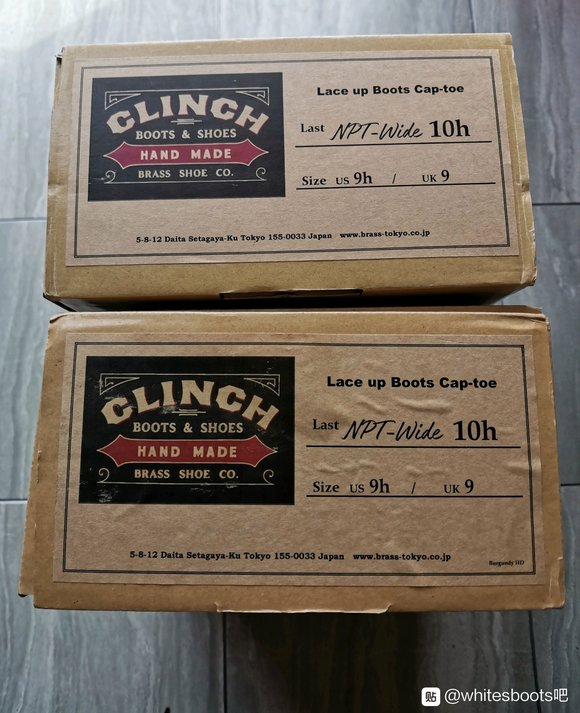 CLINCH
BOOTS & SHOES
HAND MADE
BRASS SHOE CO.
Lace up Boots Cap-toe
Last NPT-Wide 10h
Size US 9h / UK 9
5-8-12 Daita Setagaya-Ku Tokyo 155-0033 Japan www.brass-tokyo.co.jp
CLINCH
BOOTS & SHOES
HAND MADE
BRASS SHOE CO.
Lace up Boots Cap-toe
Last NPT-Wide 10h
Size US 9h / UK 9
5-8-12 Daita Setagaya-Ku Tokyo 155-0033 Japan www.brass-tokyo.co.jp
Burgundy HD
贴 @whitesboots吧